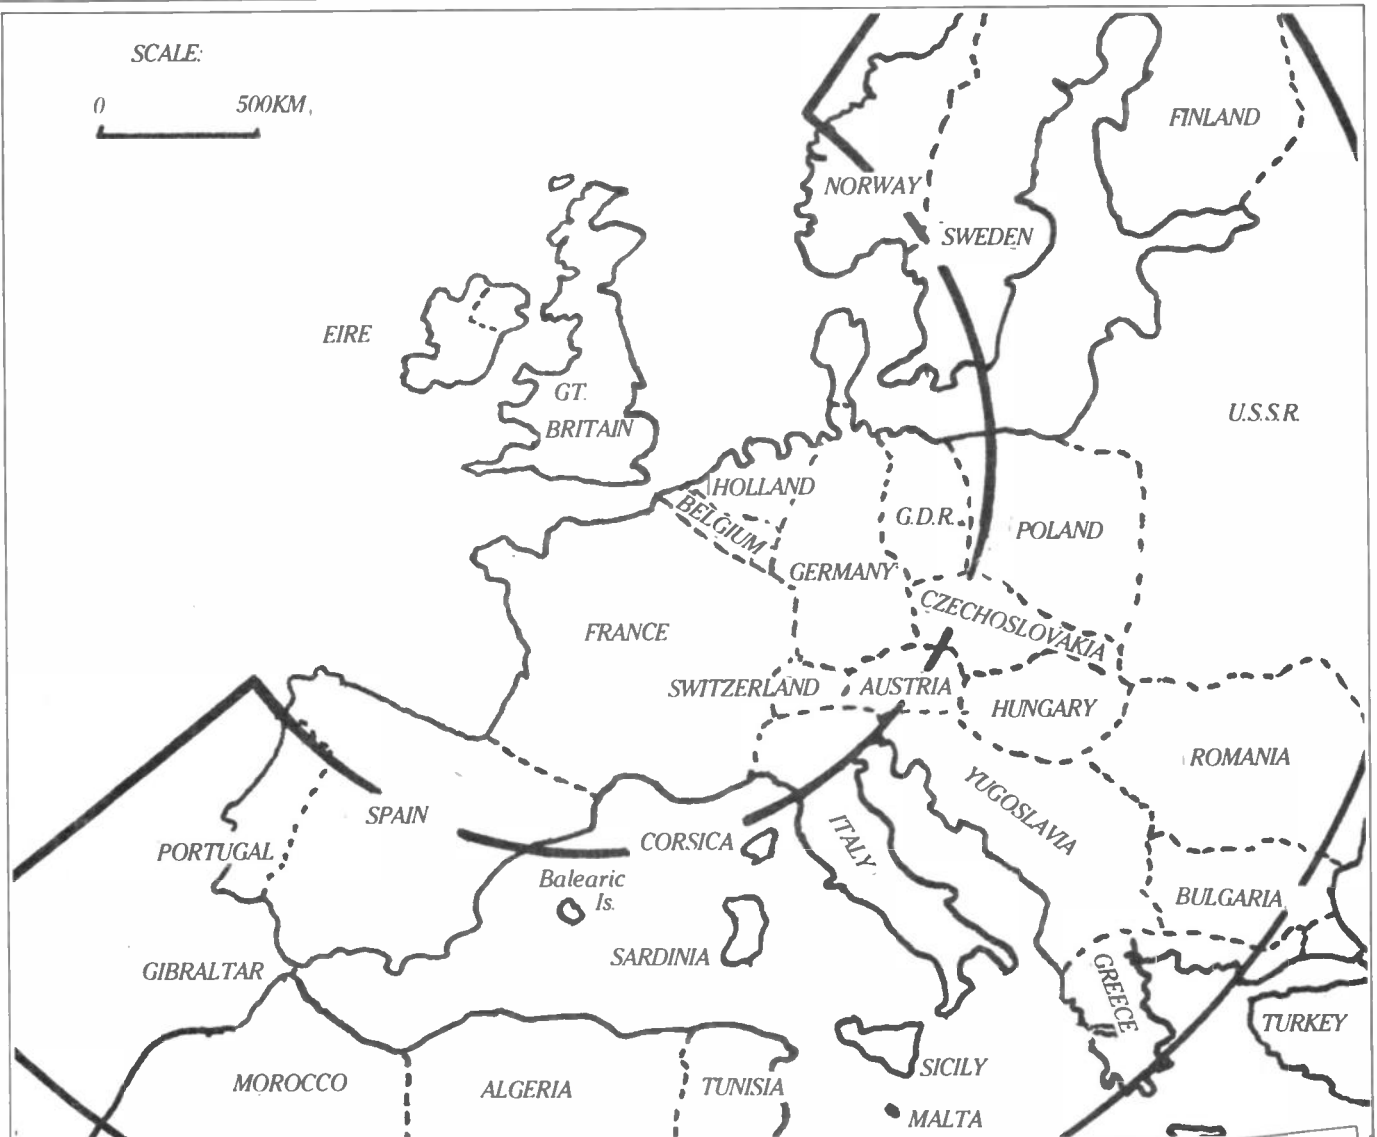 SCALE:
0 500KM,
FINLAND
NORWAY
SWEDEN
EIRE
GT.
BRITAIN
U.S.S.R.
HOLLAND
BELGIUM
G.D.R.
POLAND
GERMANY
CZECHOSLOVAKIA
FRANCE
SWITZERLAND
AUSTRIA
HUNGARY
ROMANIA
YUGOSLAVIA
SPAIN
PORTUGAL
CORSICA
ITALY
Balearic
Is.
BULGARIA
SARDINIA
GIBRALTAR
GREECE
TURKEY
SICILY
MOROCCO
ALGERIA
TUNISIA
MALTA